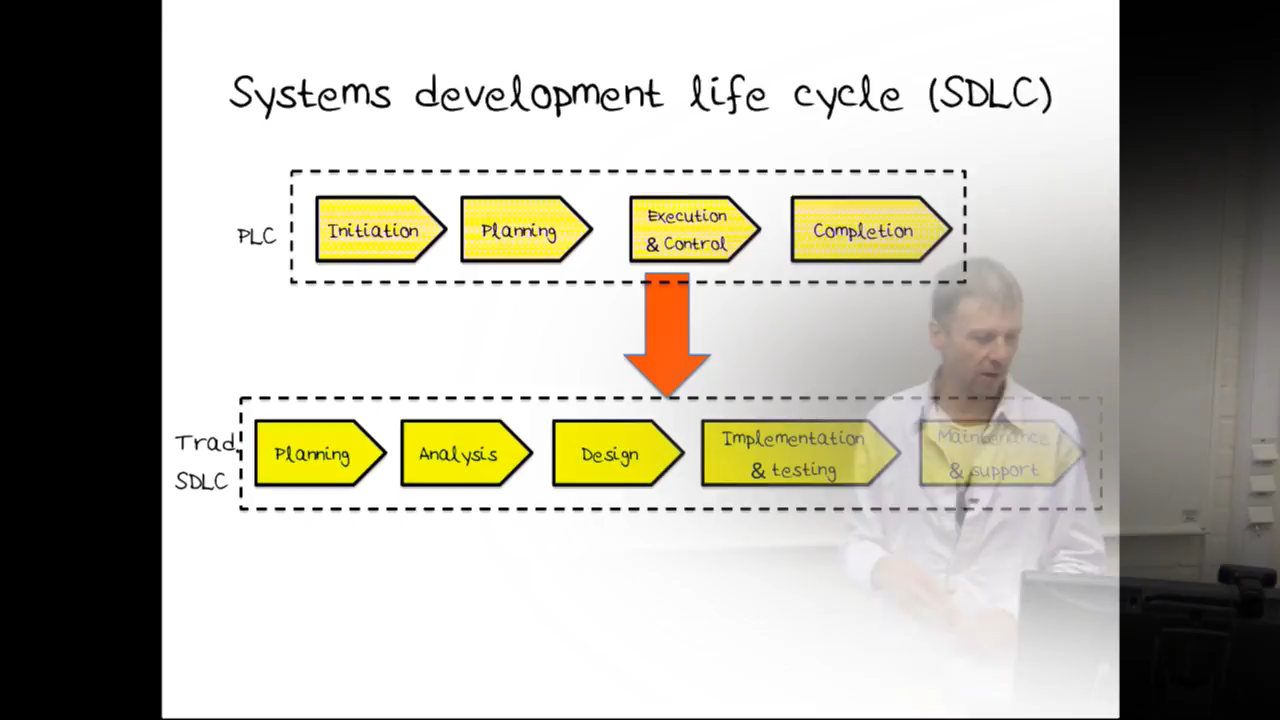 Systems development life cycle (SDLC)
PLC
Initiation
Planning
Execution
& Control
Completion
Trad.
SDLC
Planning
Analysis
Design
Implementation
& testing
Maintenance
& support